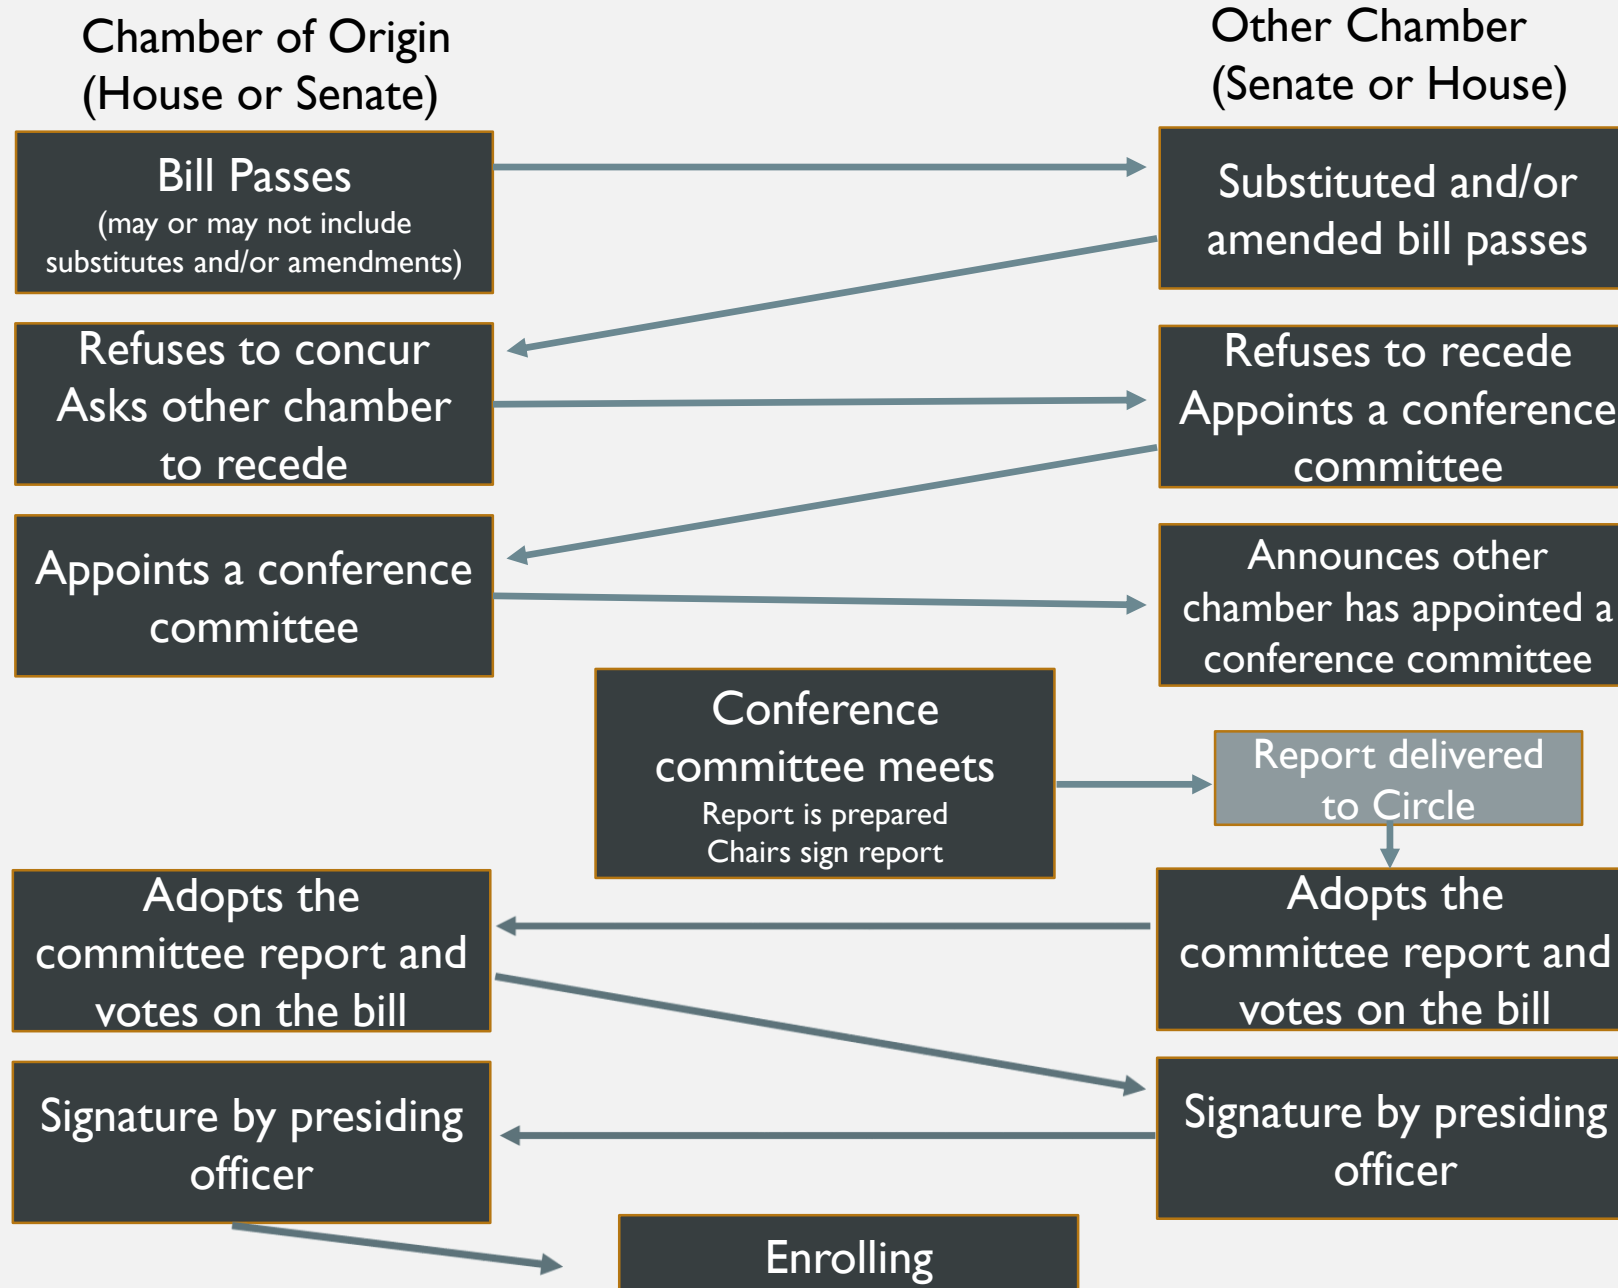 Chamber of Origin
(House or Senate)
Other Chamber
(Senate or House)
Bill Passes
(may or may not include
substitutes and/or amendments)
Substituted and/or
amended bill passes
Refuses to concur
Asks other chamber
to recede
Refuses to recede
Appoints a conference
committee
Appoints a conference
committee
Announces other
chamber has appointed a
conference committee
Conference
committee meets
Report is prepared
Chairs sign report
Report delivered
to Circle
Adopts the
committee report and
votes on the bill
Adopts the
committee report and
votes on the bill
Signature by presiding
officer
Signature by presiding
officer
Enrolling